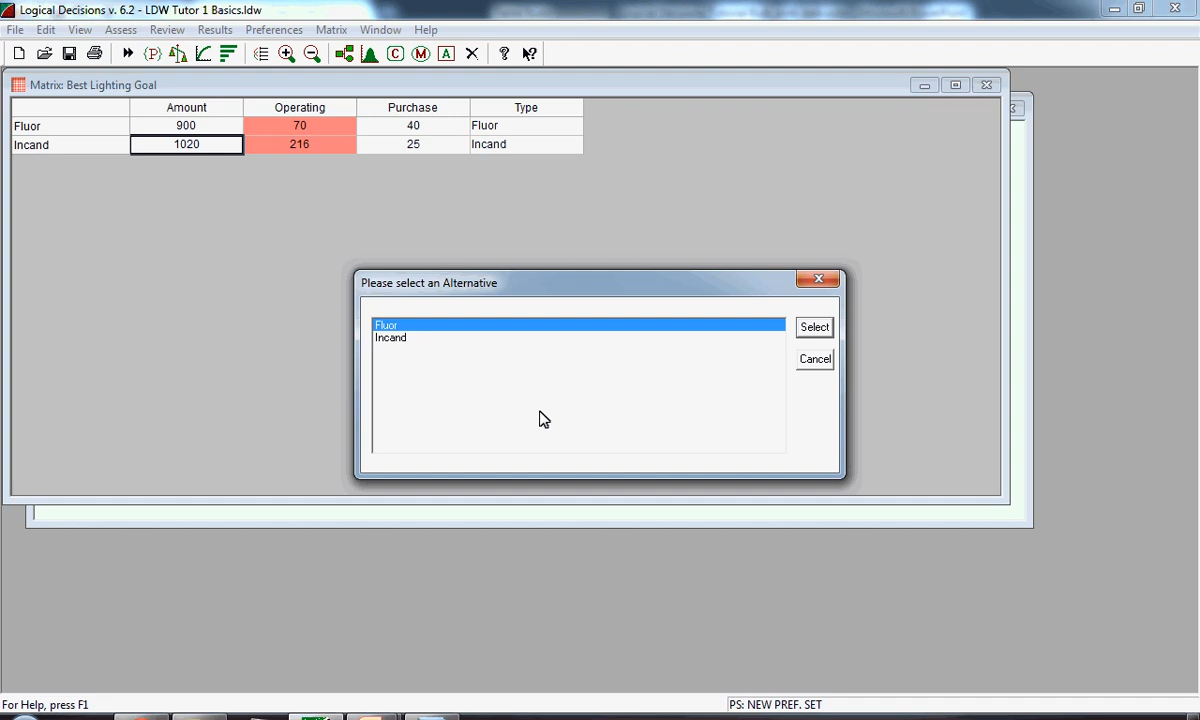 Logical Decisions v. 6.2 - LDW Tutor 1 Basics.ldw
File Edit View Assess Review Results Preferences Matrix Window Help
{P} C M A ? ?
Matrix: Best Lighting Goal
Amount Operating Purchase Type
Fluor 900 70 40 Fluor
Incand 1020 216 25 Incand
Please select an Alternative
Fluor
Select
Incand
Cancel
For Help, press F1 PS: NEW PREF. SET